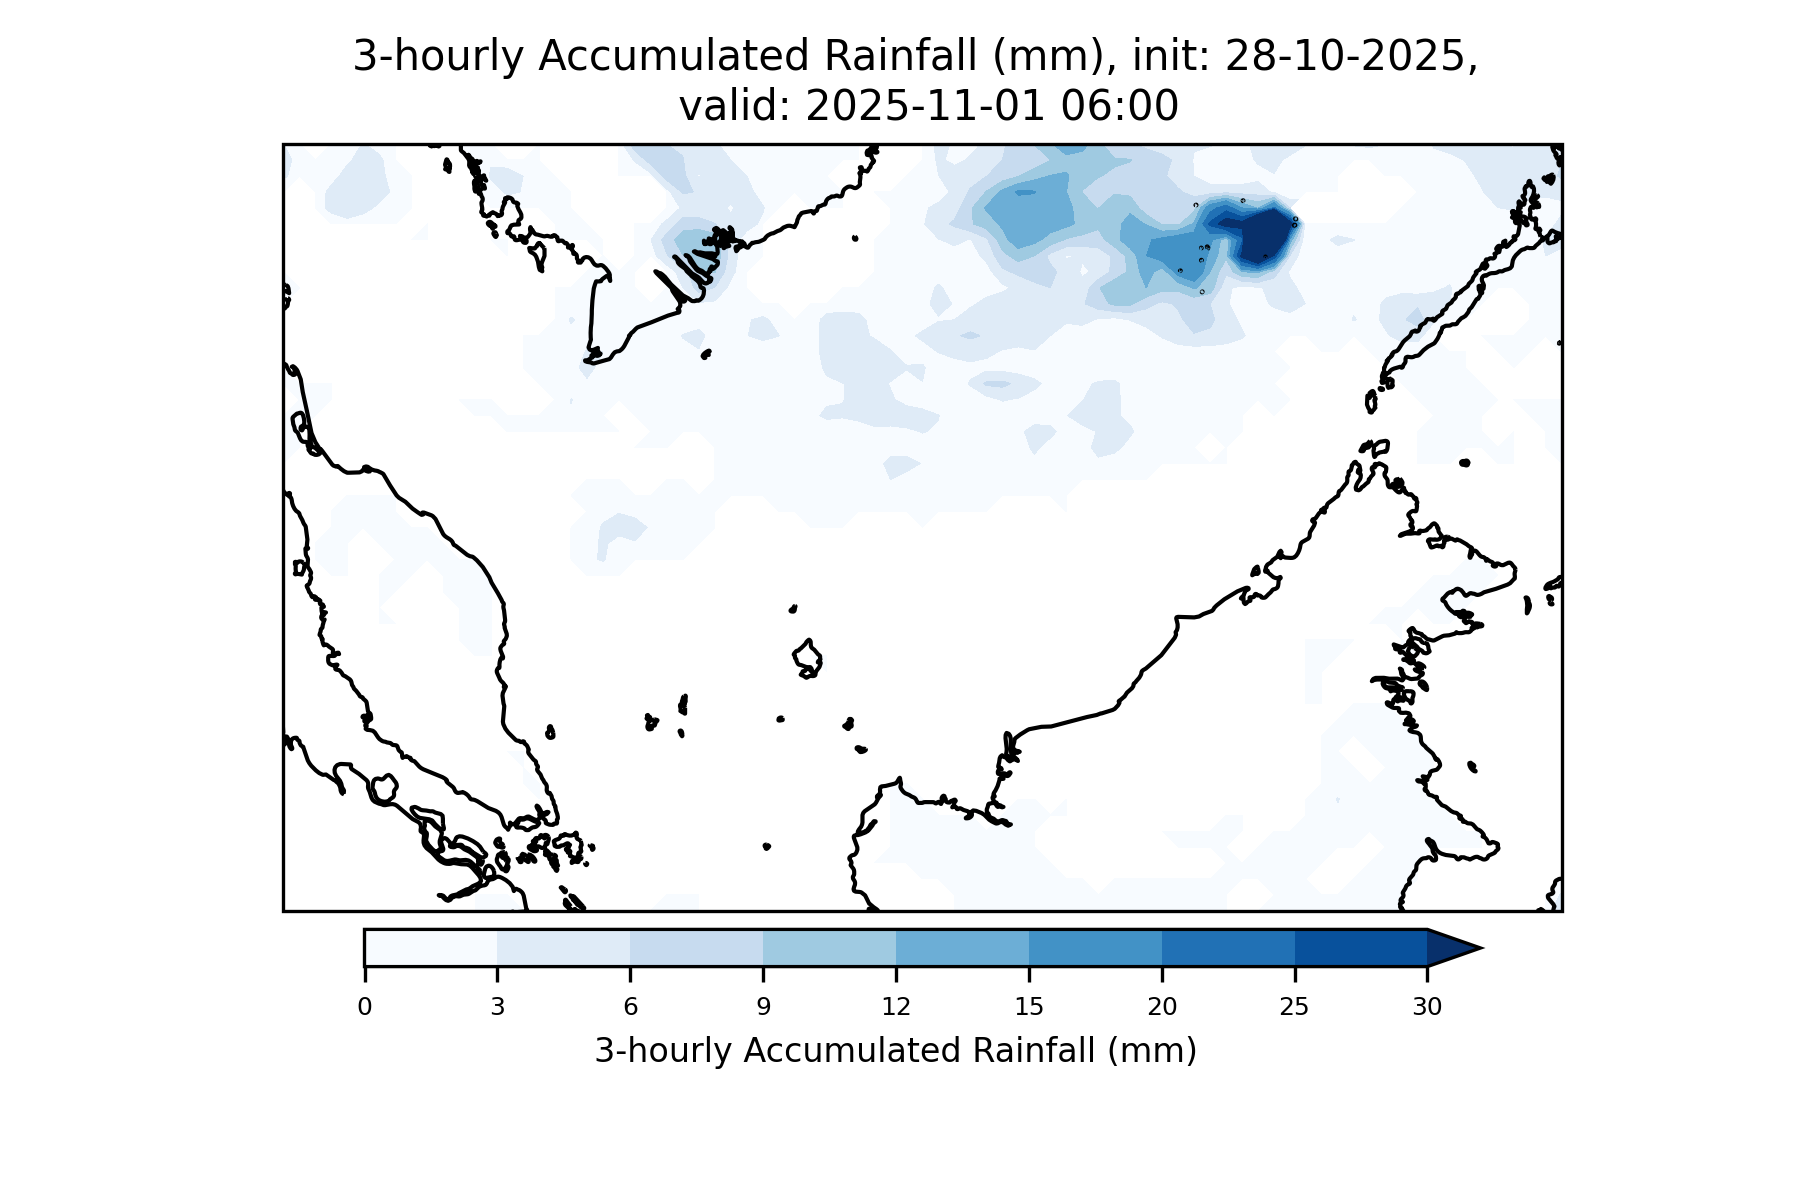 3-hourly Accumulated Rainfall (mm), init: 28-10-2025,
valid: 2025-11-01 06:00
0 3 6 9 12 15 20 25 30
3-hourly Accumulated Rainfall (mm)